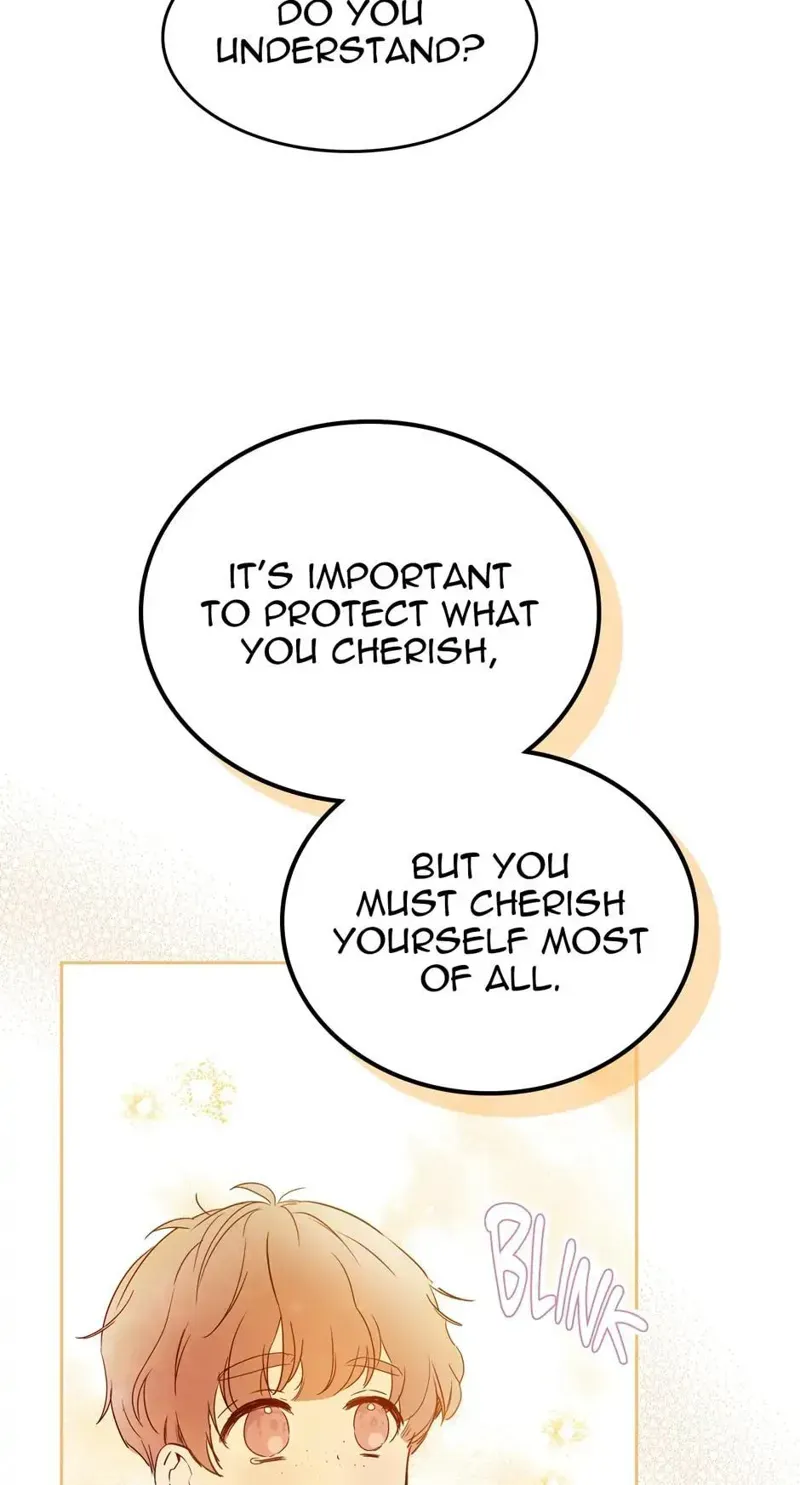 DO YOU
UNDERSTAND?
IT'S IMPORTANT
TO PROTECT WHAT
YOU CHERISH,
BUT YOU
MUST CHERISH
YOURSELF MOST
OF ALL.
BLINK